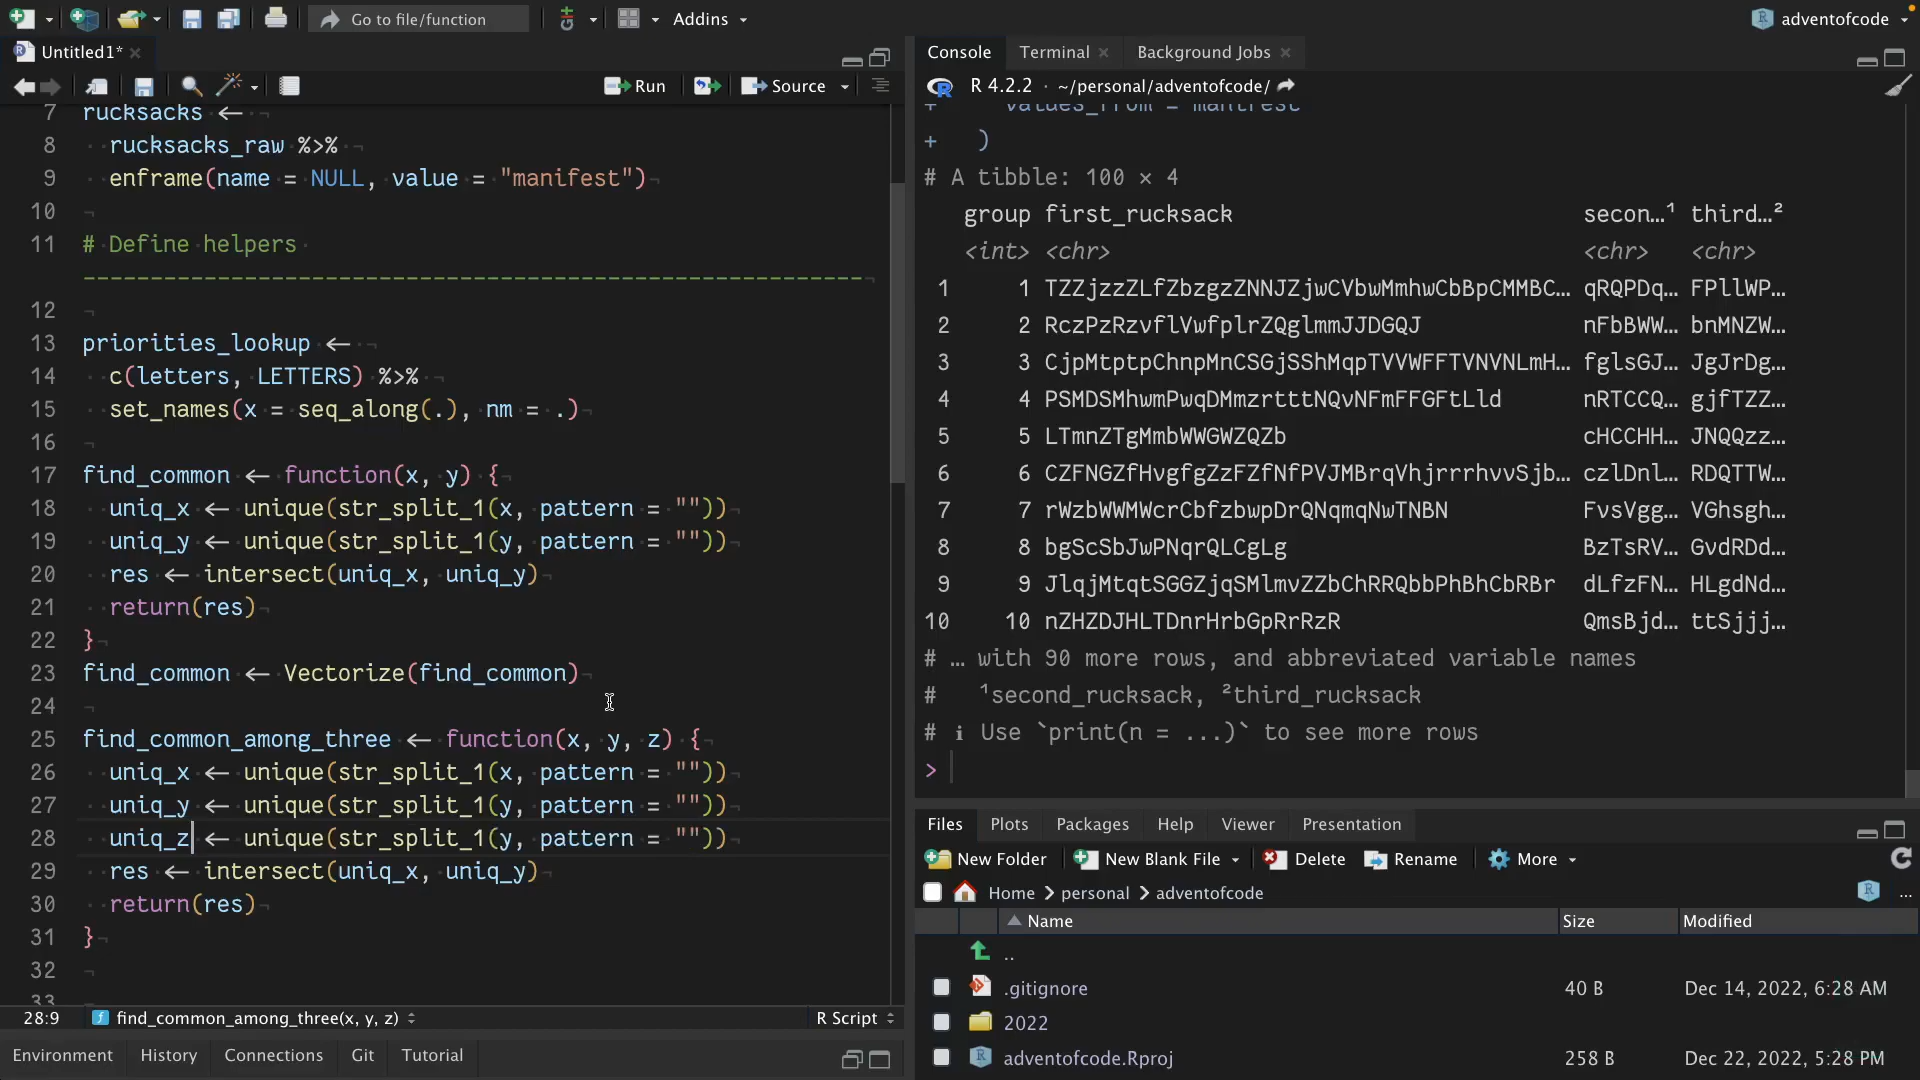 Go to file/function
Addins
adventofcode
Untitled1*
Run
Source
7 rucksacks <-
8 rucksacks_raw %>%
9 enframe(name = NULL, value = "manifest")
10
11 # Define helpers
--------------------------------------------------------
12
13 priorities_lookup <-
14 c(letters, LETTERS) %>%
15 set_names(x = seq_along(.), nm = .)
16
17 find_common <- function(x, y) {
18 uniq_x <- unique(str_split_1(x, pattern = ""))
19 uniq_y <- unique(str_split_1(y, pattern = ""))
20 res <- intersect(uniq_x, uniq_y)
21 return(res)
22 }
23 find_common <- Vectorize(find_common)
24
25 find_common_among_three <- function(x, y, z) {
26 uniq_x <- unique(str_split_1(x, pattern = ""))
27 uniq_y <- unique(str_split_1(y, pattern = ""))
28 uniq_z <- unique(str_split_1(y, pattern = ""))
29 res <- intersect(uniq_x, uniq_y)
30 return(res)
31 }
32
33
28:9 find_common_among_three(x, y, z) R Script
Environment History Connections Git Tutorial
Console Terminal Background Jobs
R 4.2.2 · ~/personal/adventofcode/
+ values_from = manifest
+ )
# A tibble: 100 × 4
group first_rucksack secon…¹ third…²
<int> <chr> <chr> <chr>
1 1 TZZjzzZLfZbzgzZNNJZjwCVbwMmhwCbBpCMMBC… qRQPDq… FPllWP…
2 2 RczPzRzvflVwfplrZQglmmJJDGQJ nFbBWW… bnMNZW…
3 3 CjpMtptpChnpMnCSGjSShMqpTVVWFFTVNVNLmH… fglsGJ… JgJrDg…
4 4 PSMDSMhwmPwqDMmzrtttNQvNFmFFGFtLld nRTCCQ… gjfTZZ…
5 5 LTmnZTgMmbWWGWZQZb cHCCHH… JNQQzz…
6 6 CZFNGZfHvgfgZzFZfNfPVJMBrqVhjrrrhvvSjb… czlDnl… RDQTTW…
7 7 rWzbWWMWcrCbfzbwpDrQNqmqNwTNBN FvsVgg… VGhsgh…
8 8 bgScSbJwPNqrQLCgLg BzTsRV… GvdRDd…
9 9 JlqjMtqtSGGZjqSMlmvZZbChRRQbbPhBhCbRBr dLfzFN… HLgdNd…
10 10 nZHZDJHLTDnrHrbGpRrRzR QmsBjd… ttSjjj…
# … with 90 more rows, and abbreviated variable names
# ¹second_rucksack, ²third_rucksack
# ℹ Use `print(n = ...)` to see more rows
>
Files Plots Packages Help Viewer Presentation
New Folder New Blank File Delete Rename More
Home personal adventofcode ...
Name Size Modified
..
.gitignore 40 B Dec 14, 2022, 6:28 AM
2022
adventofcode.Rproj 258 B Dec 22, 2022, 5:28 PM